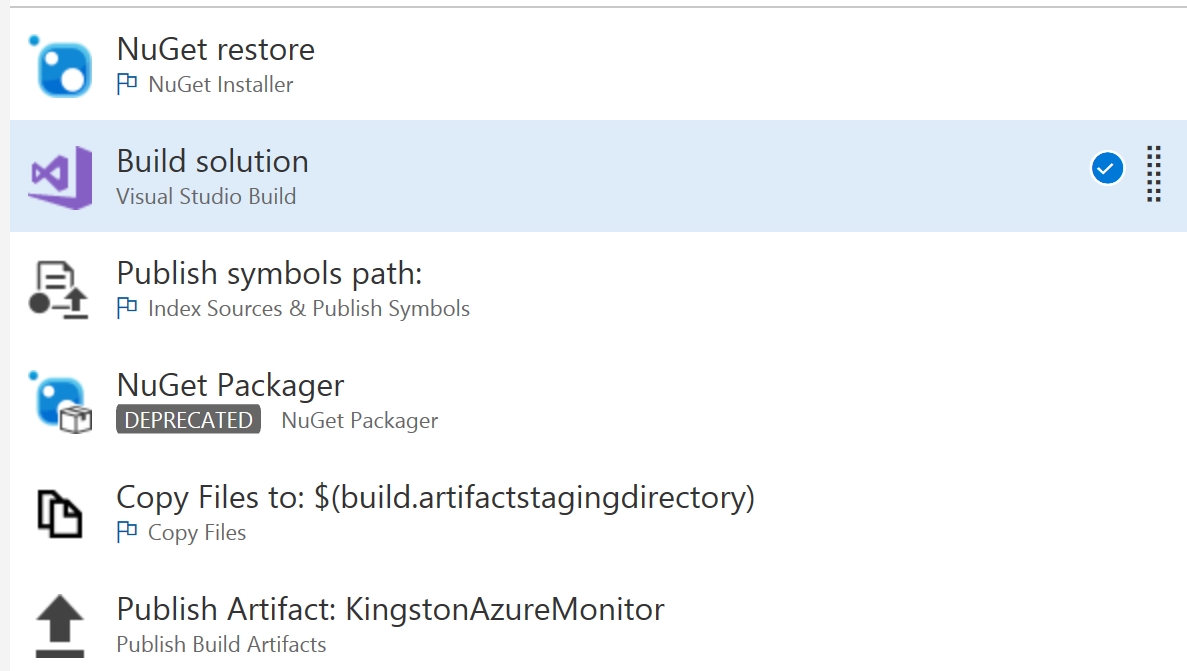 NuGet restore
NuGet Installer
Build solution
Visual Studio Build
Publish symbols path:
Index Sources & Publish Symbols
NuGet Packager
DEPRECATED NuGet Packager
Copy Files to: $(build.artifactstagingdirectory)
Copy Files
Publish Artifact: KingstonAzureMonitor
Publish Build Artifacts